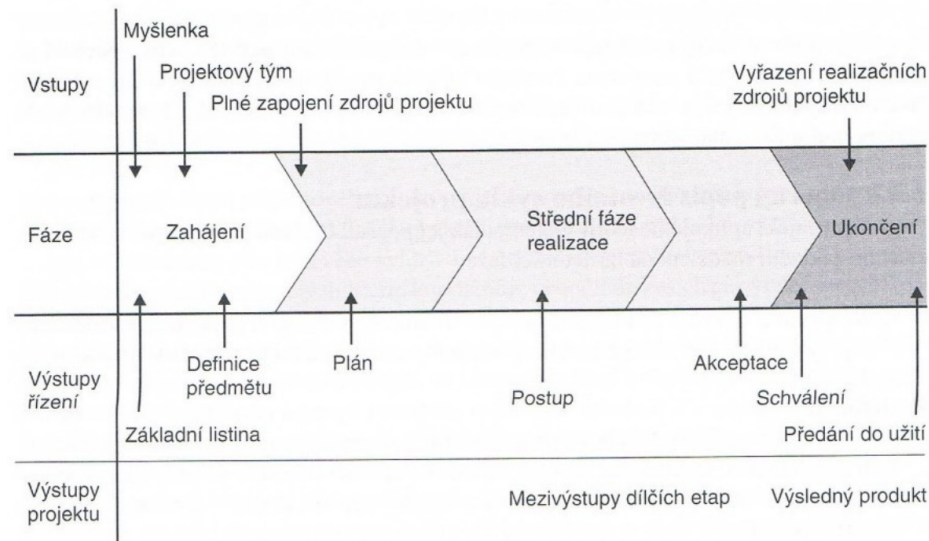 Myšlenka
Vstupy
Projektový tým
Plné zapojení zdrojů projektu
Vyřazení realizačních
zdrojů projektu
Fáze
Zahájení
Střední fáze
realizace
Ukončení
Výstupy
řízení
Definice
předmětu
Plán
Postup
Akceptace
Schválení
Základní listina
Předání do užití
Výstupy
projektu
Mezivýstupy dílčích etap
Výsledný produkt